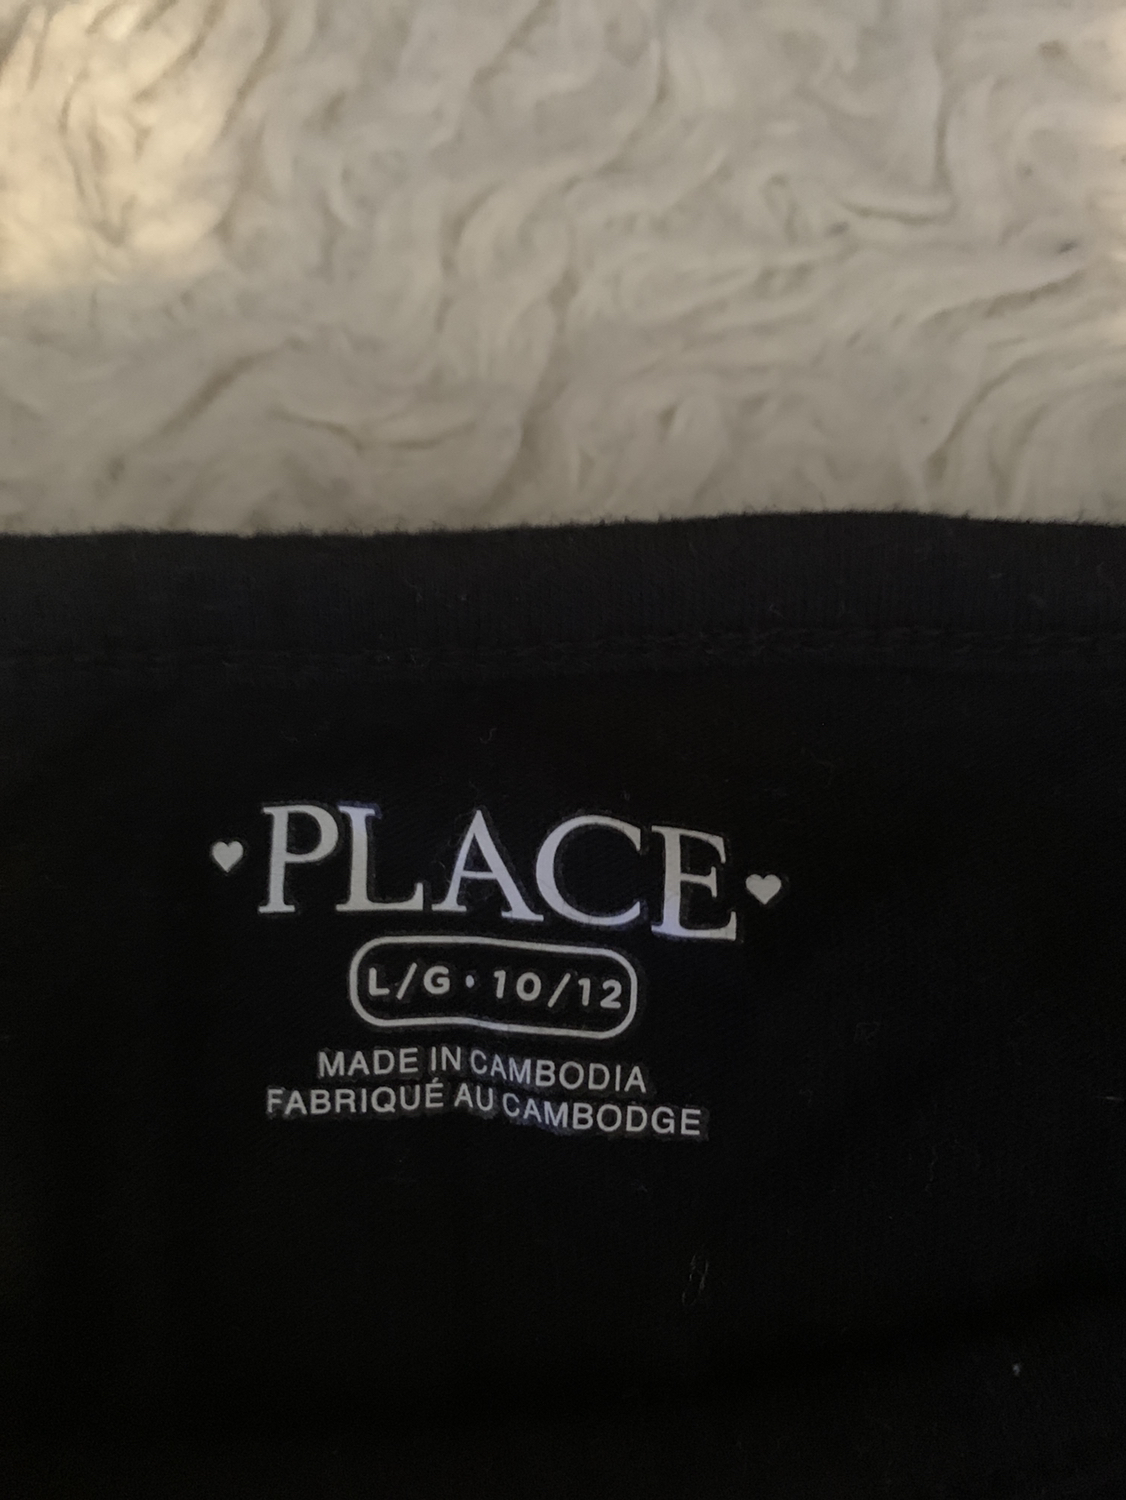 ♥PLACE♥
L/G • 10/12
MADE IN CAMBODIA
FABRIQUÉ AU CAMBODGE